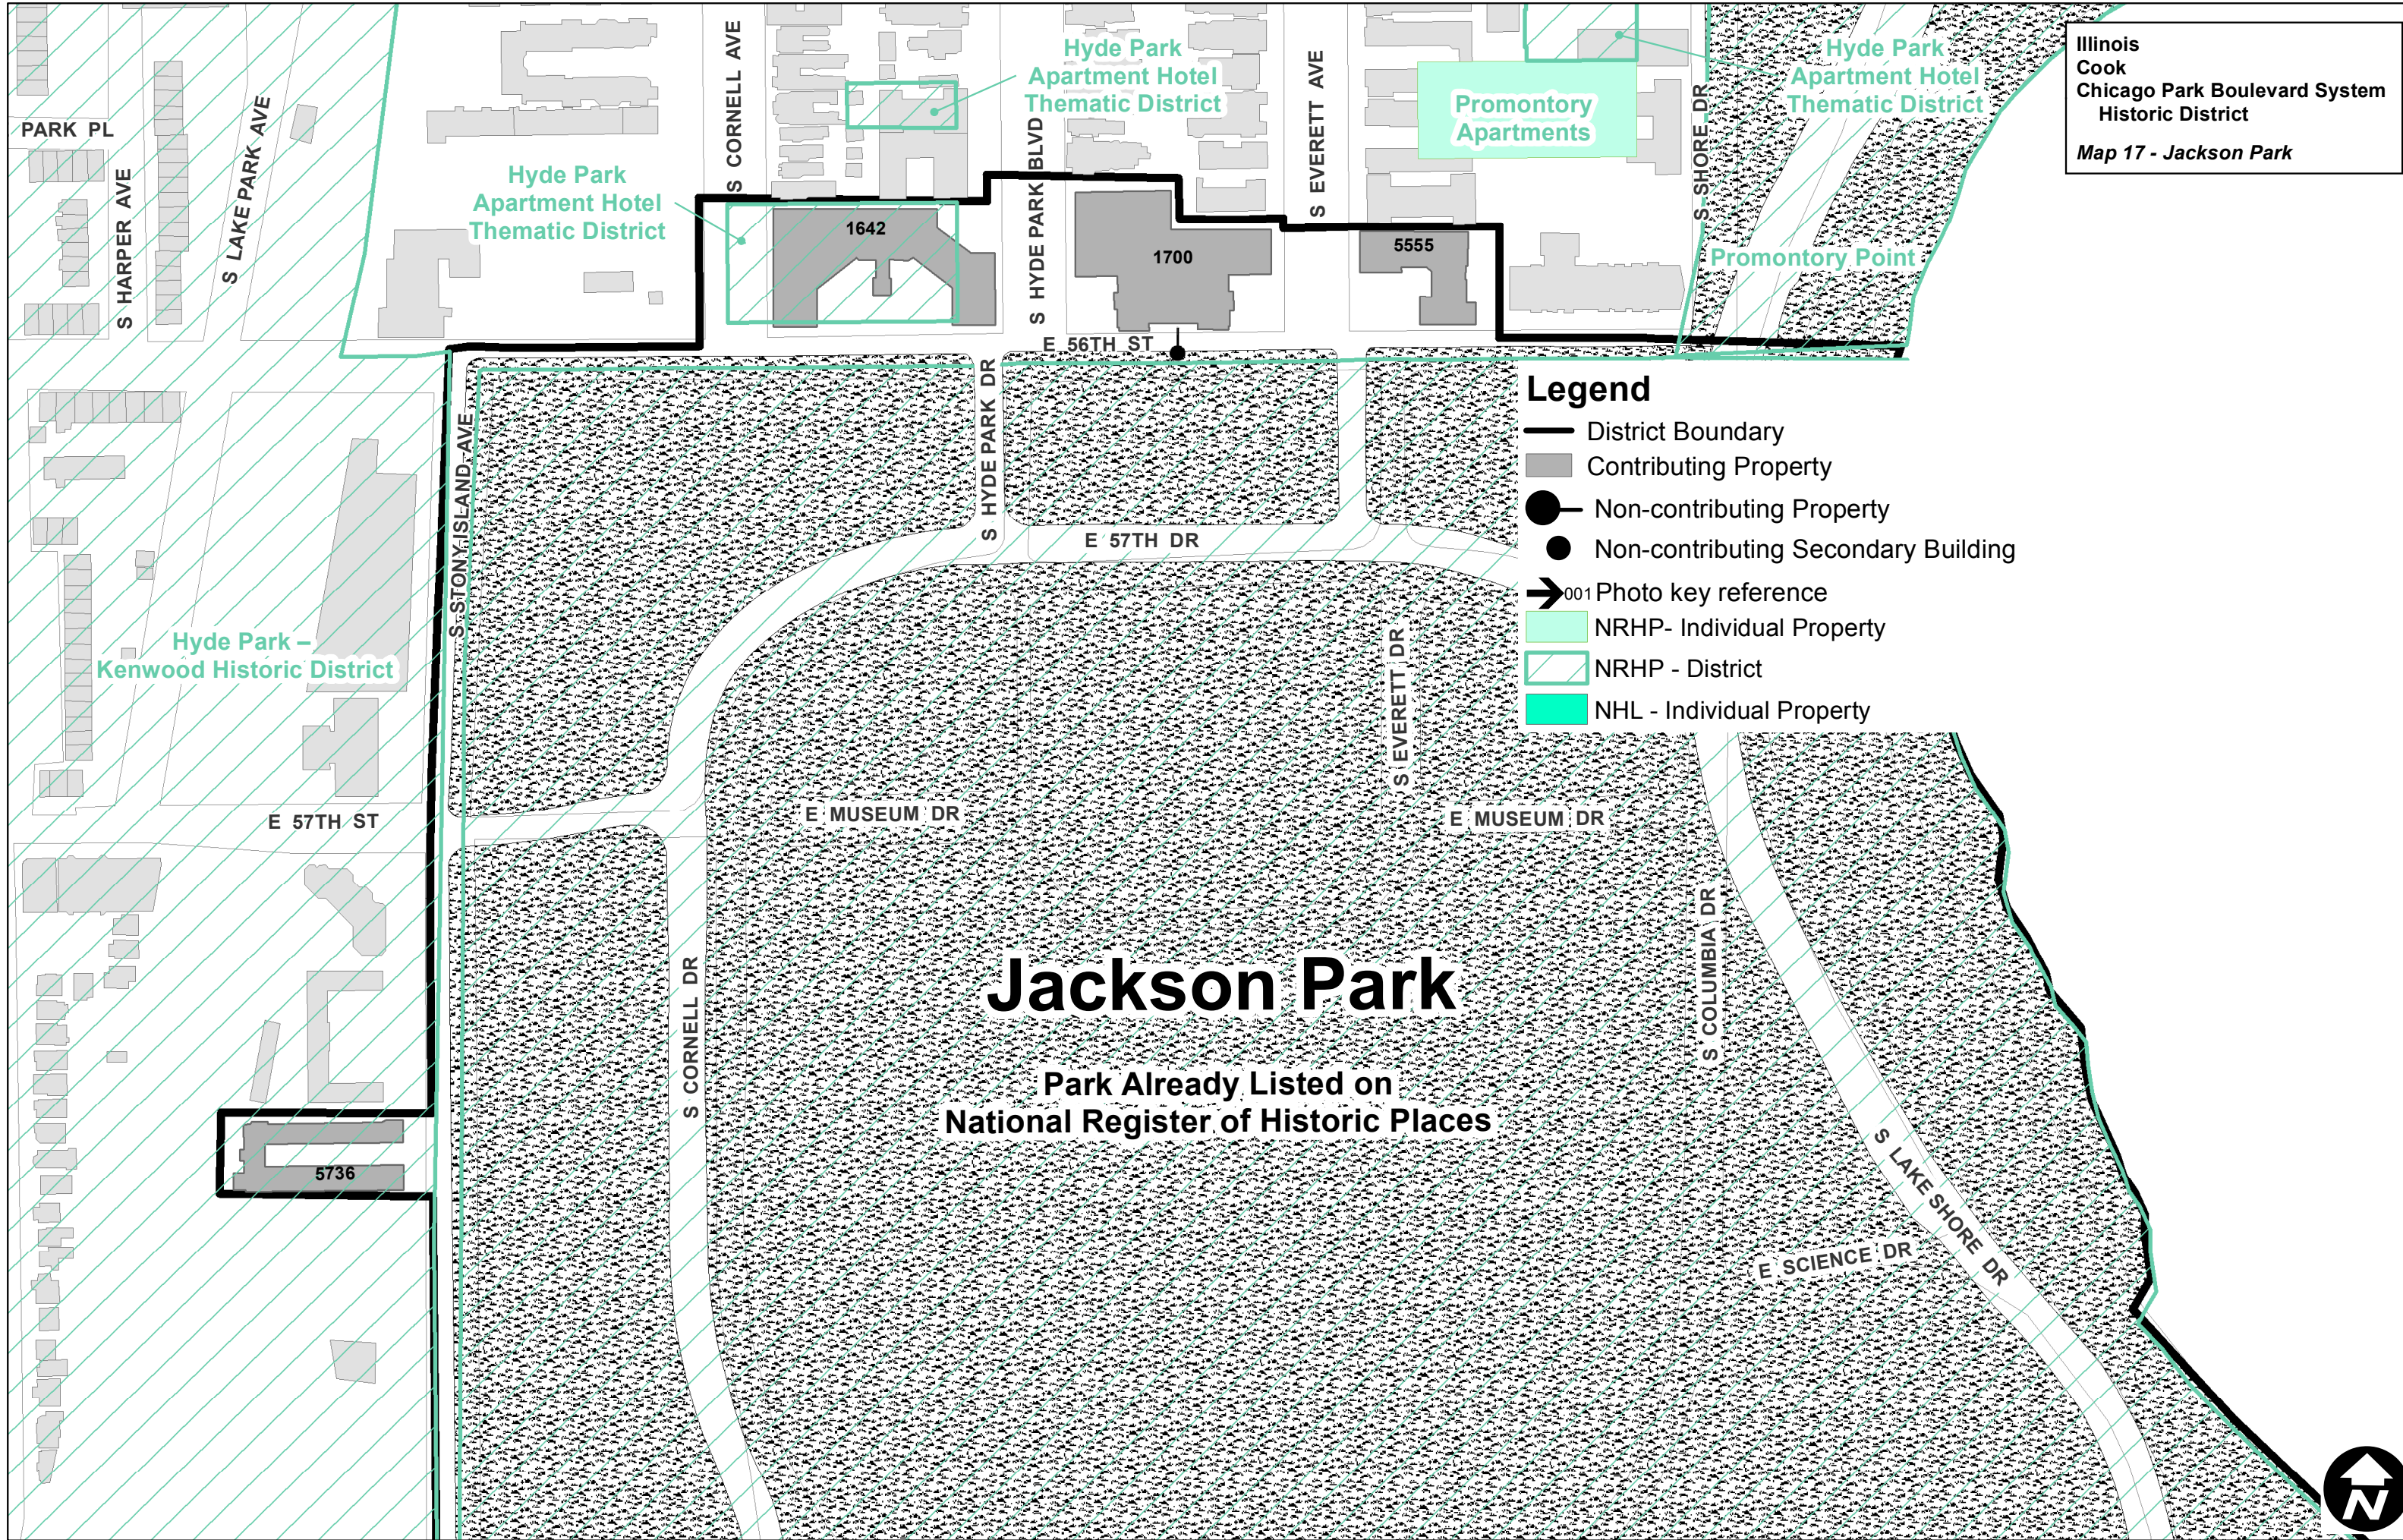 Illinois
Cook
Chicago Park Boulevard System
Historic District
Map 17 - Jackson Park
Hyde Park
Apartment Hotel
Thematic District
Hyde Park
Apartment Hotel
Thematic District
Hyde Park
Apartment Hotel
Thematic District
Promontory
Apartments
Promontory Point
PARK PL
S HARPER AVE
S LAKE PARK AVE
S CORNELL AVE
S HYDE PARK BLVD
S EVERETT AVE
S SHORE DR
1642
1700
5555
E 56TH ST
S STONY ISLAND AVE
S HYDE PARK DR
E 57TH DR
Legend
District Boundary
Contributing Property
Non-contributing Property
Non-contributing Secondary Building
001 Photo key reference
NRHP- Individual Property
NRHP - District
NHL - Individual Property
Hyde Park –
Kenwood Historic District
S EVERETT DR
E 57TH ST
E MUSEUM DR
E MUSEUM DR
S CORNELL DR
S COLUMBIA DR
Jackson Park
Park Already Listed on
National Register of Historic Places
5736
S LAKE SHORE DR
E SCIENCE DR
N